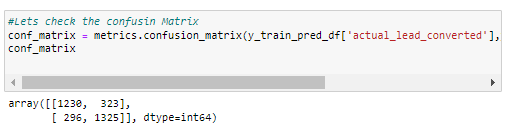 #Lets check the confusin Matrix
conf_matrix = metrics.confusion_matrix(y_train_pred_df['actual_lead_converted'],
conf_matrix
array([[1230,  323],
       [ 296, 1325]], dtype=int64)